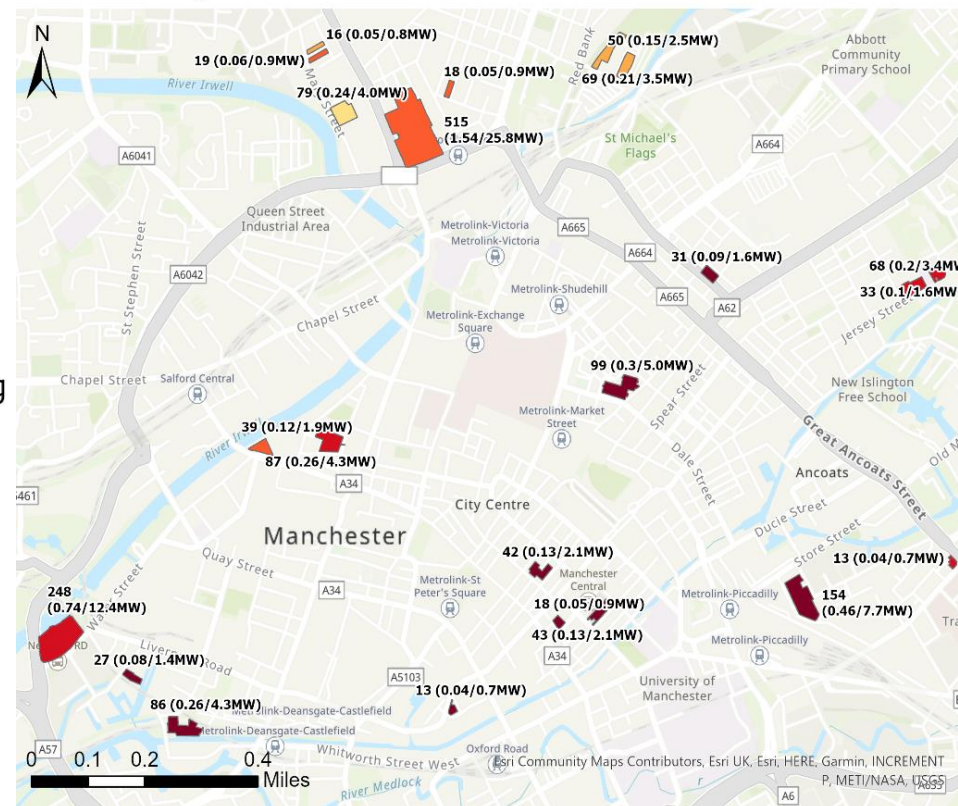 N
16 (0.05/0.8MW)
19 (0.06/0.9MW)
18 (0.05/0.9MW)
50 (0.15/2.5MW)
69 (0.21/3.5MW)
Red Bank
Abbott
Community
Primary School
River Irwell
79 (0.24/4.0MW)
Street
515
(1.54/25.8MW)
St Michael's
Flags
A6041
A664
Queen Street
Industrial Area
Metrolink-Victoria
Metrolink-Victoria
A665
A664
31 (0.09/1.6MW)
68 (0.2/3.4MW
33 (0.1/1.6MW
A6042
St Stephen Street
Chapel Street
Metrolink-Shudehill
A665
A62
Jersey Street
Metrolink-Exchange
Square
g
Chapel Street
Salford Central
99 (0.3/5.0MW)
Spear Street
New Islington
Free School
Metrolink-Market
Street
39 (0.12/1.9MW)
River
87 (0.26/4.3MW)
Dale Street
Great Ancoats Street
Old
A34
Ancoats
6461
City Centre
Ducie Street
Manchester
Store Street
Quay Street
42 (0.13/2.1MW)
13 (0.04/0.7MW)
Metrolink-St
Peter's Square
Manchester
Central
A34
248
(0.74/12.4MW)
18 (0.05/0.9MW)
Metrolink-Piccadilly
154
(0.46/7.7MW)
43 (0.13/2.1MW)
Metrolink-Piccadilly
A34
Road
27 (0.08/1.4MW)
A5103
13 (0.04/0.7MW)
University of
Manchester
86 (0.26/4.3MW)
Metrolink-Deansgate-Castlefield
Metrolink-Deansgate-Castlefield
A57
Whitworth Street West
Oxford Road
0 0.1 0.2 0.4
Miles
River Medlock
Esri Community Maps Contributors, Esri UK, Esri, HERE, Garmin, INCREMENT
P, METI/NASA, USGS
A6